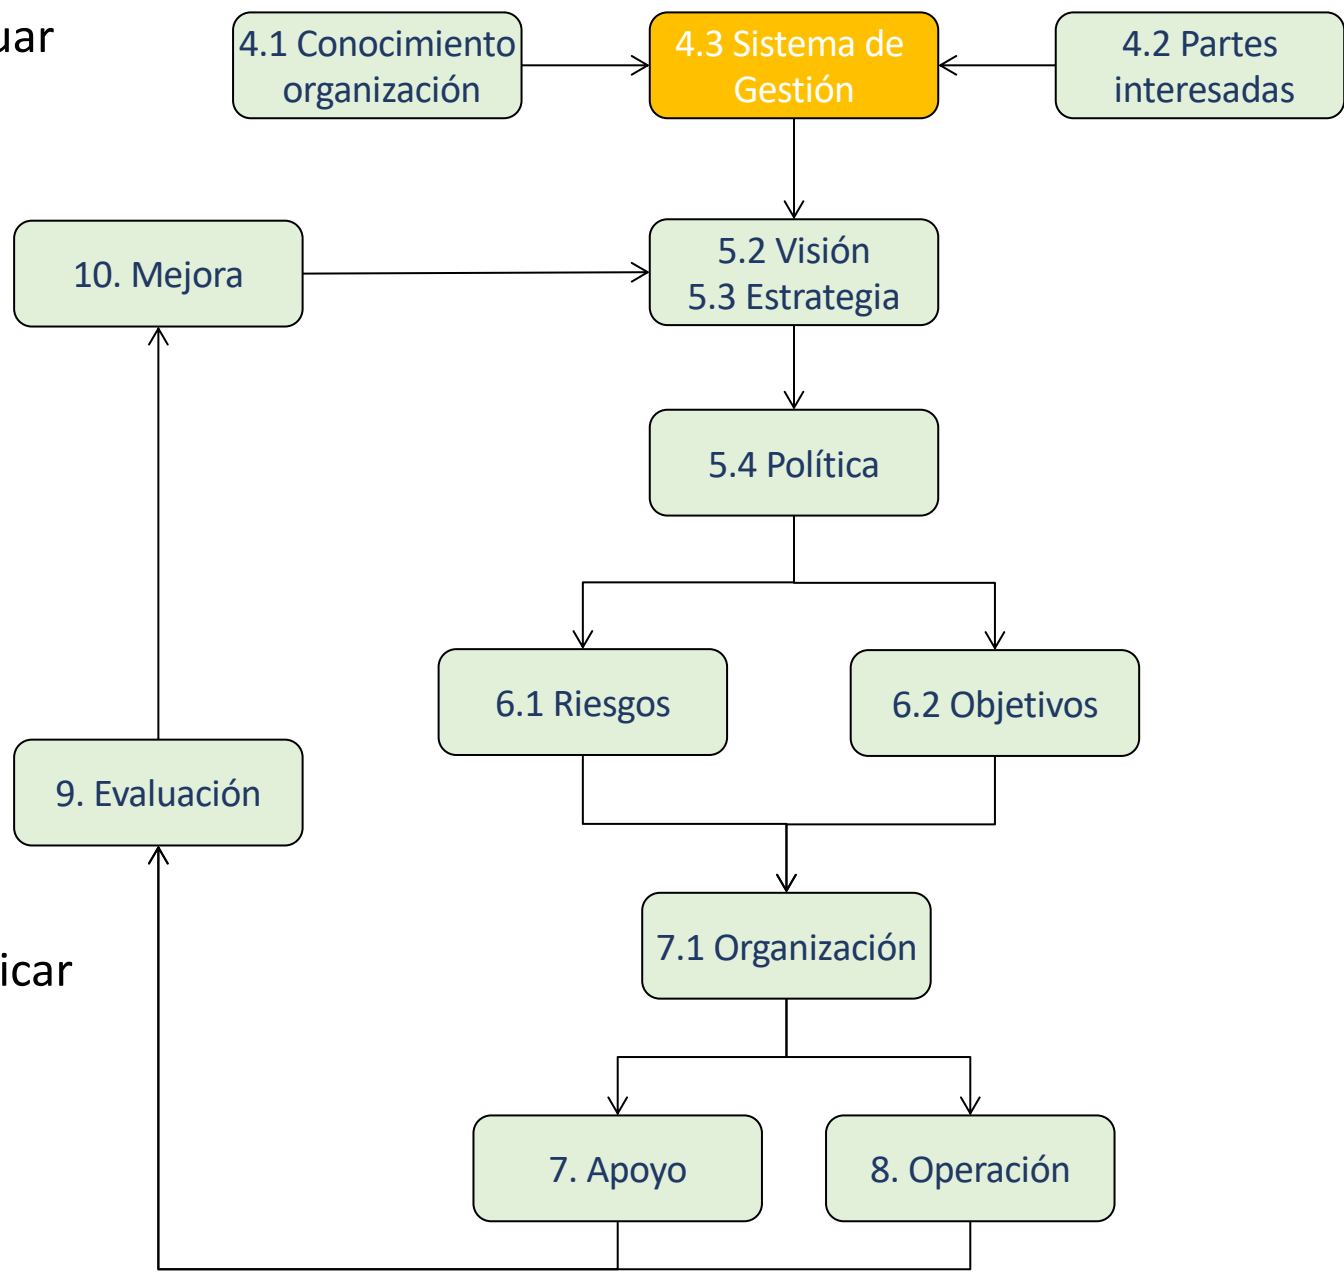 uar
4.1 Conocimiento
organización
4.3 Sistema de
Gestión
4.2 Partes
interesadas
10. Mejora
5.2 Visión
5.3 Estrategia
5.4 Política
6.1 Riesgos
6.2 Objetivos
9. Evaluación
7.1 Organización
icar
7. Apoyo
8. Operación